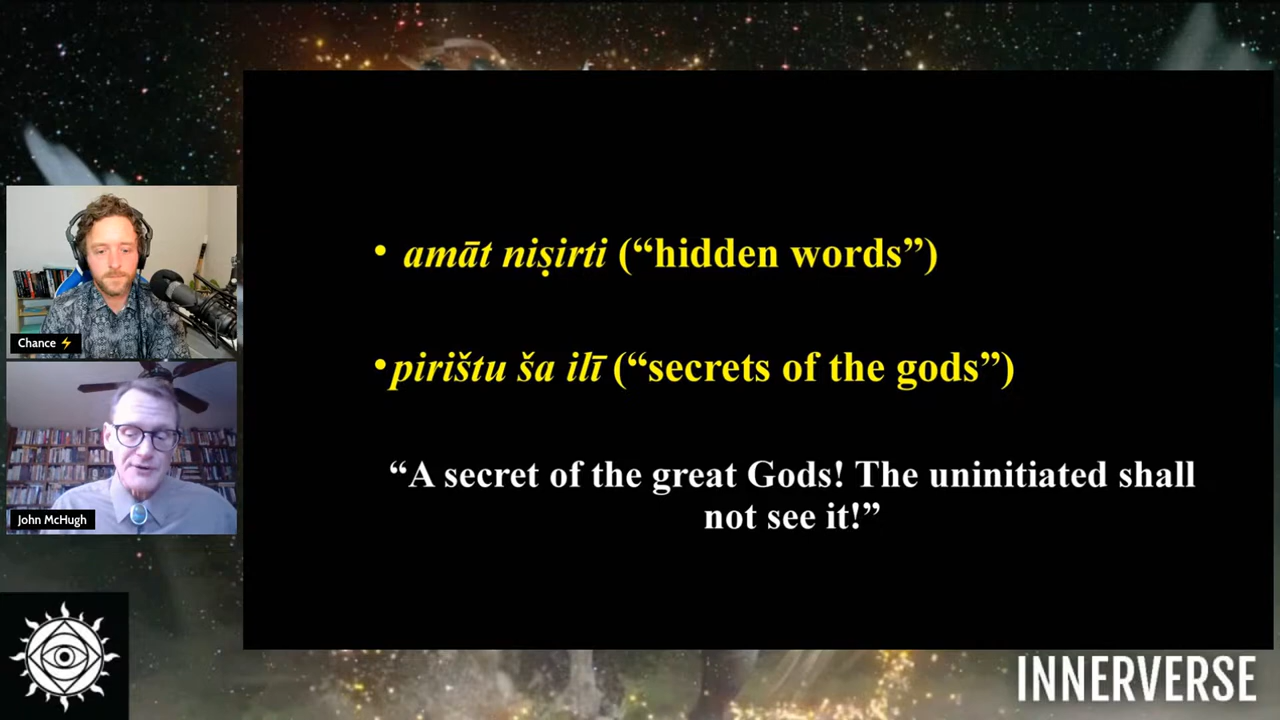 • amāt niṣirti (“hidden words”)
• pirištu ša ilī (“secrets of the gods”)
“A secret of the great Gods! The uninitiated shall
not see it!”
Chance ⚡
John McHugh
INNERVERSE